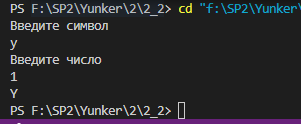 PS F:\SP2\Yunker\2\2_2> cd "f:\SP2\Yunker\
Введите символ
y
Введите число
1
Y
PS F:\SP2\Yunker\2\2_2>